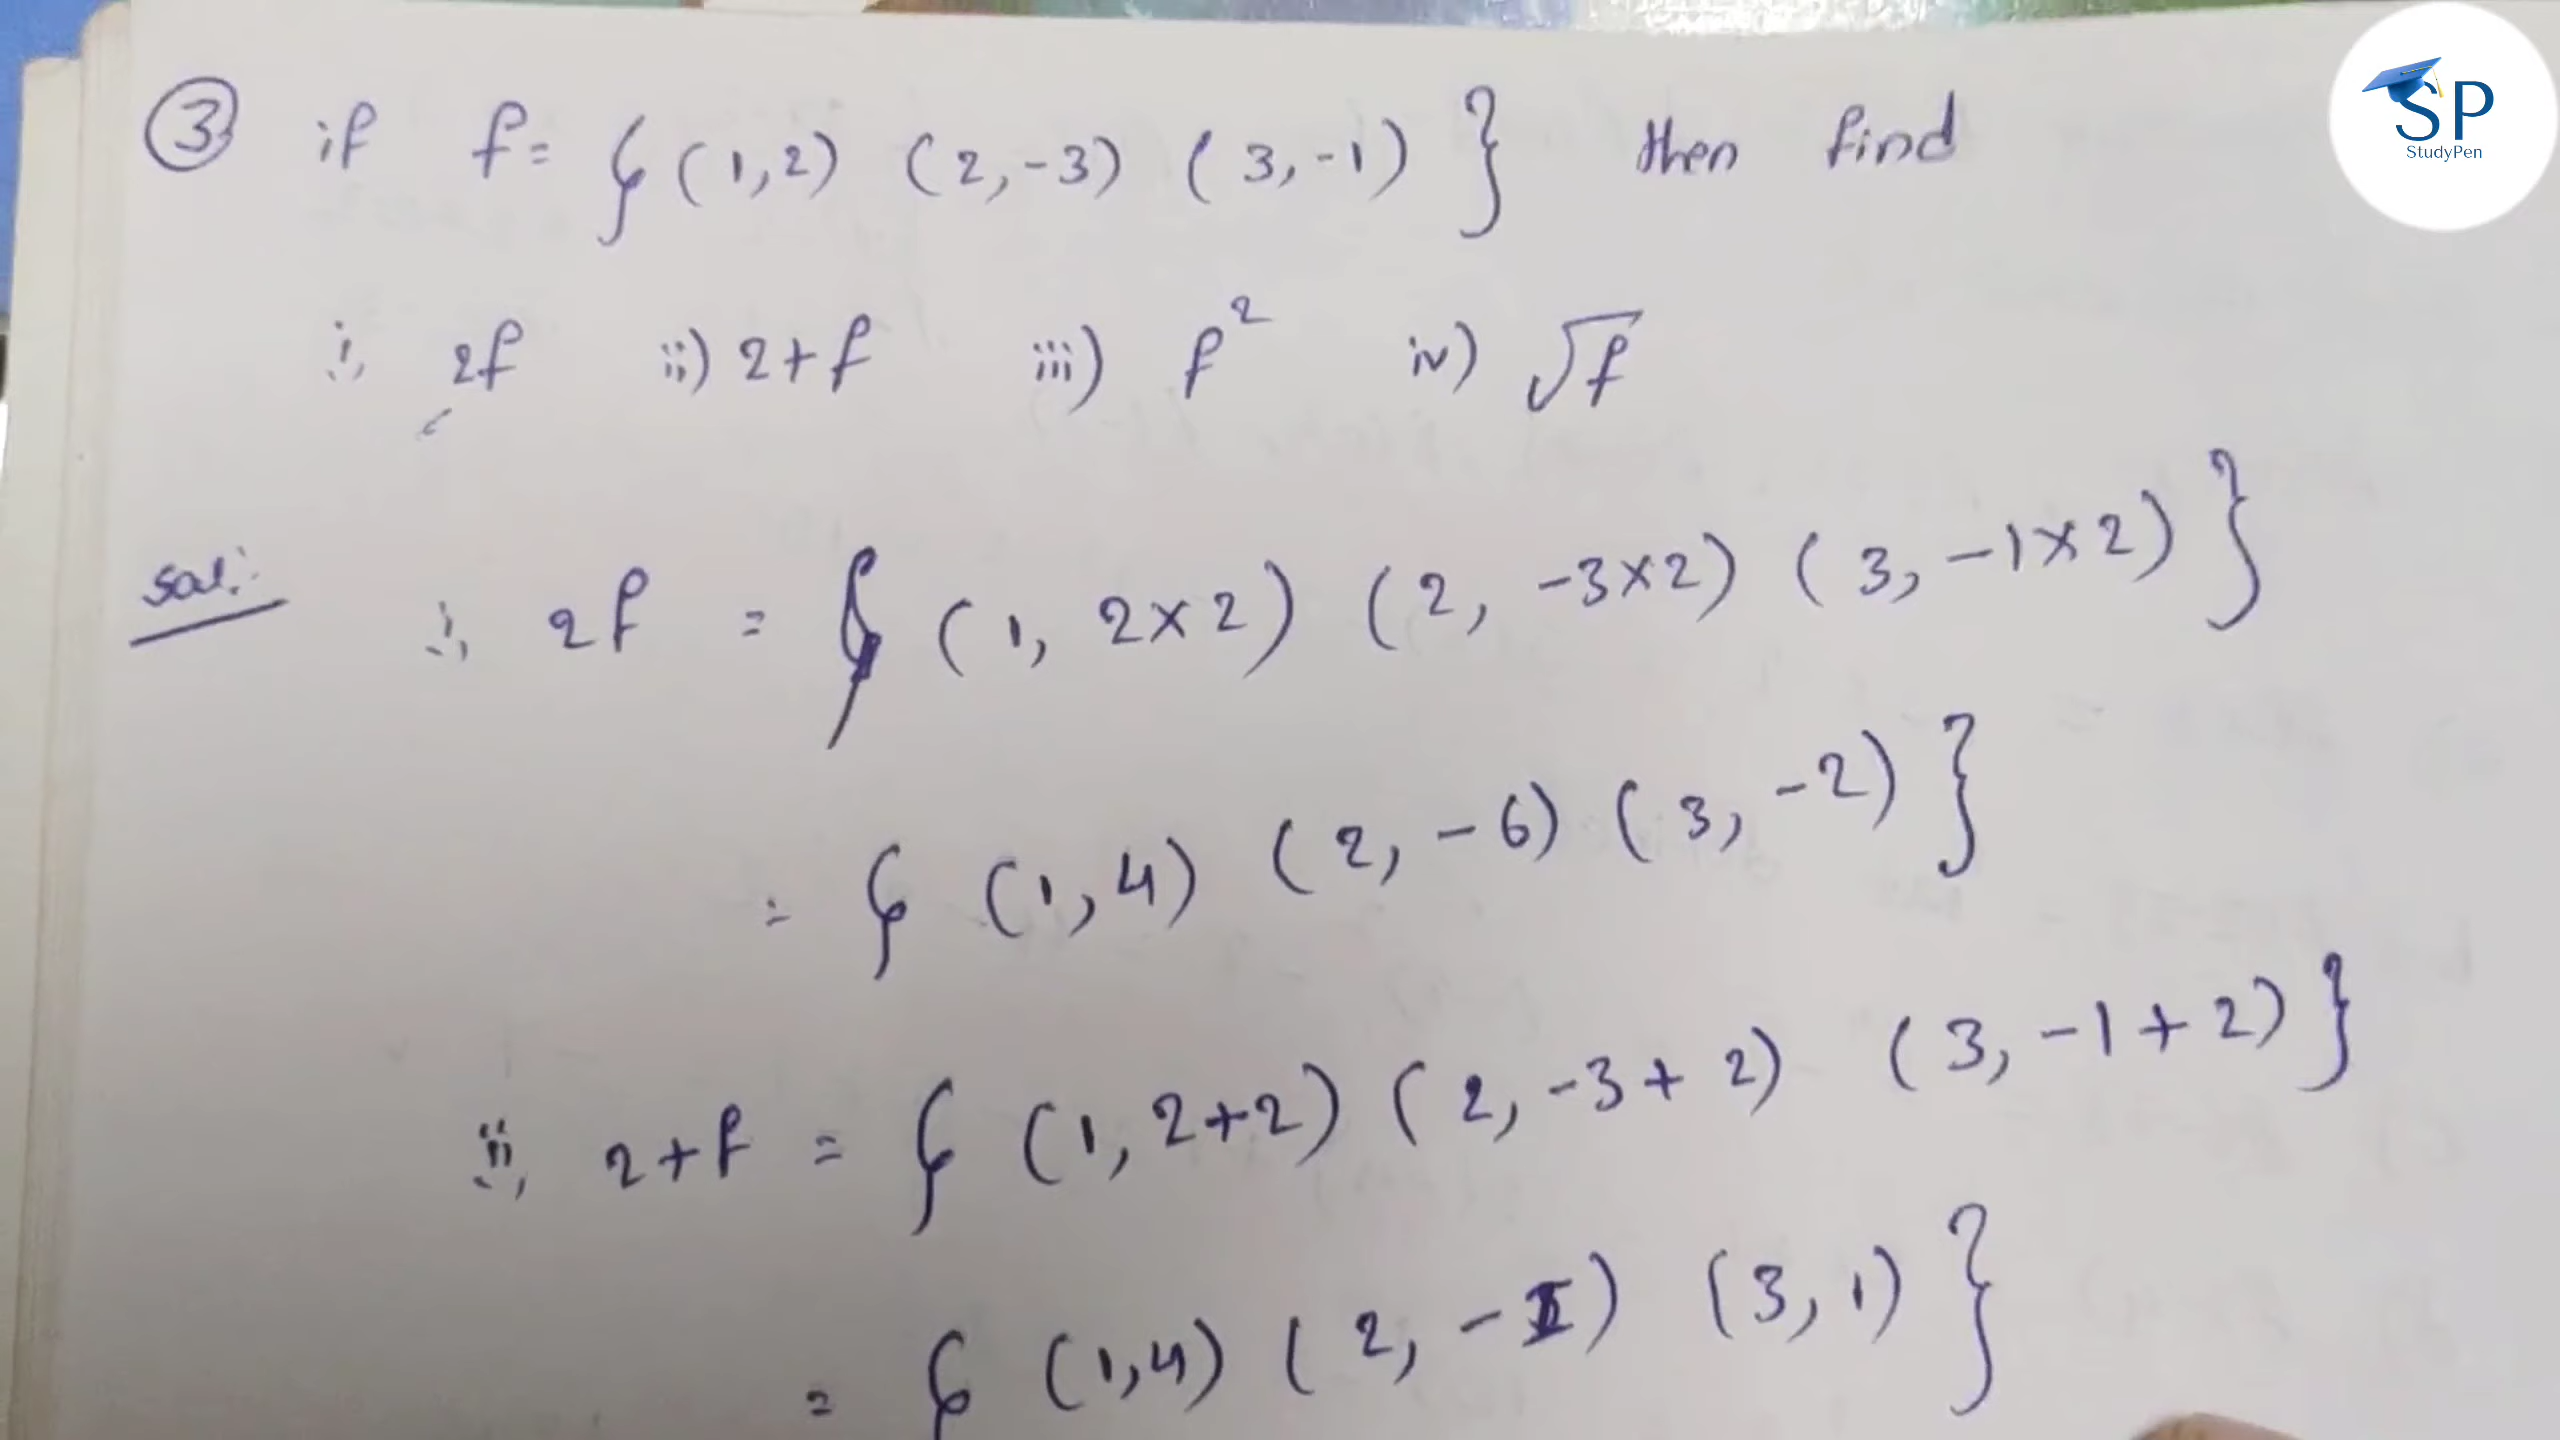 SP
StudyPen
③ if f= {(1,2) (2,-3) (3,-1)} then find
i, 2f ii) 2+f iii) f² iv) √f
Sol:
i, 2f = {(1, 2×2) (2, -3×2) (3, -1×2)}
= {(1,4) (2,-6) (3,-2)}
ii, 2+f = {(1,2+2) (2,-3+2) (3,-1+2)}
= {(1,4) (2,-1) (3,1)}